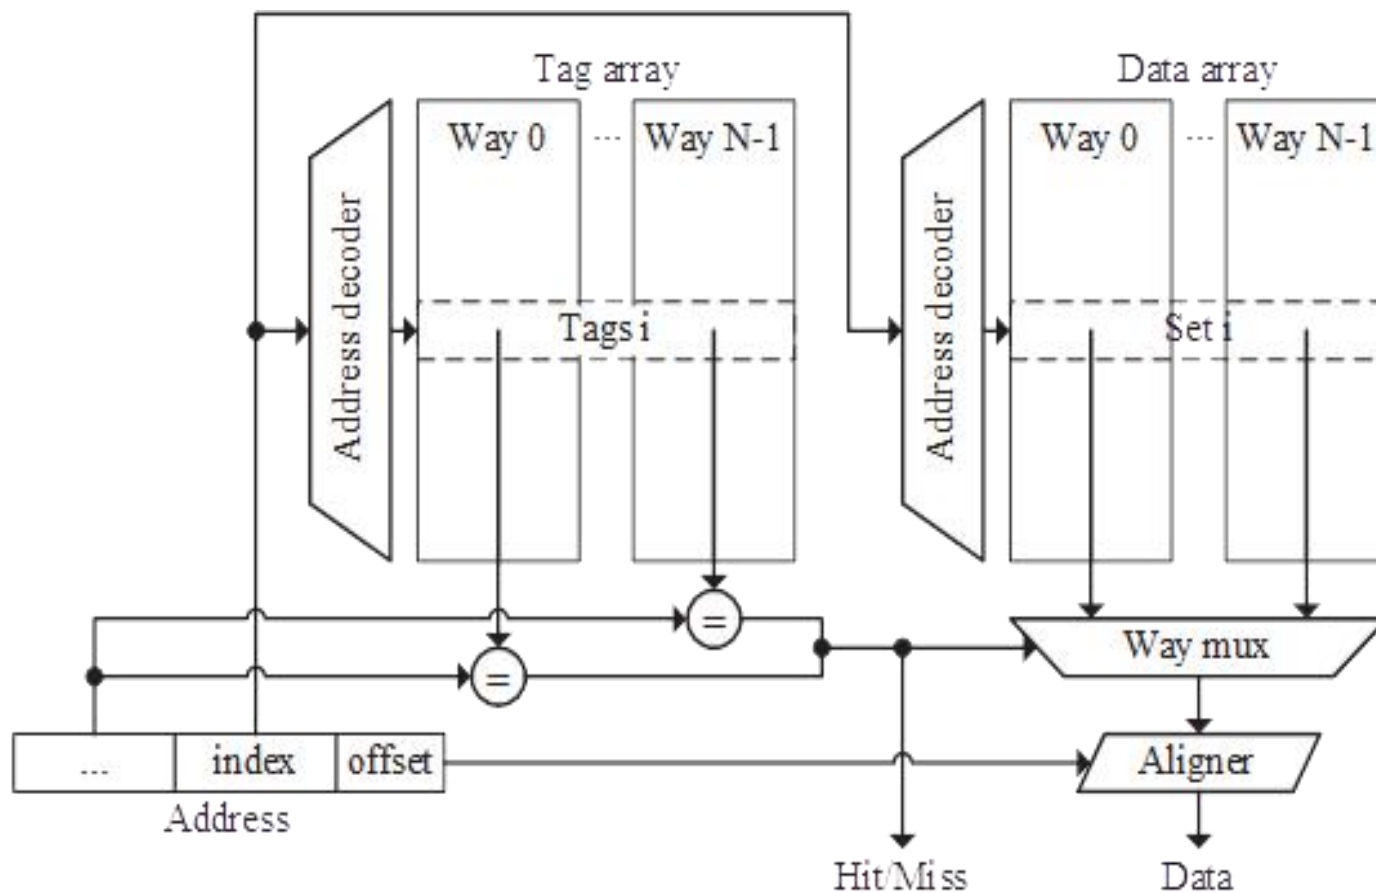 Tag array
Data array
Way 0
...
Way N-1
Way 0
...
Way N-1
Address decoder
Tags i
Address decoder
Set i
=
=
Way mux
...
index
offset
Aligner
Address
Hit/Miss
Data